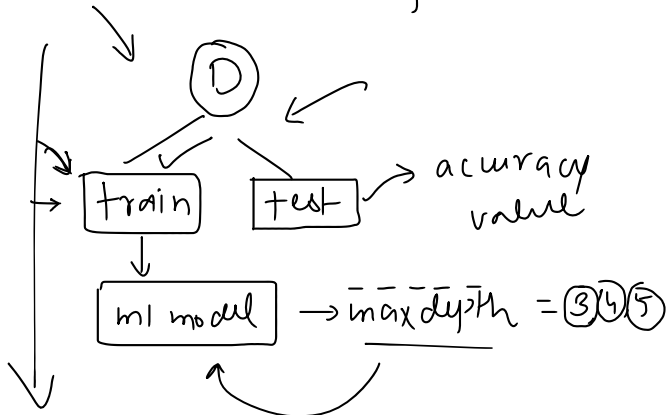 D
train
test
accuracy
value
ml model → max depth = 3, 4, 5